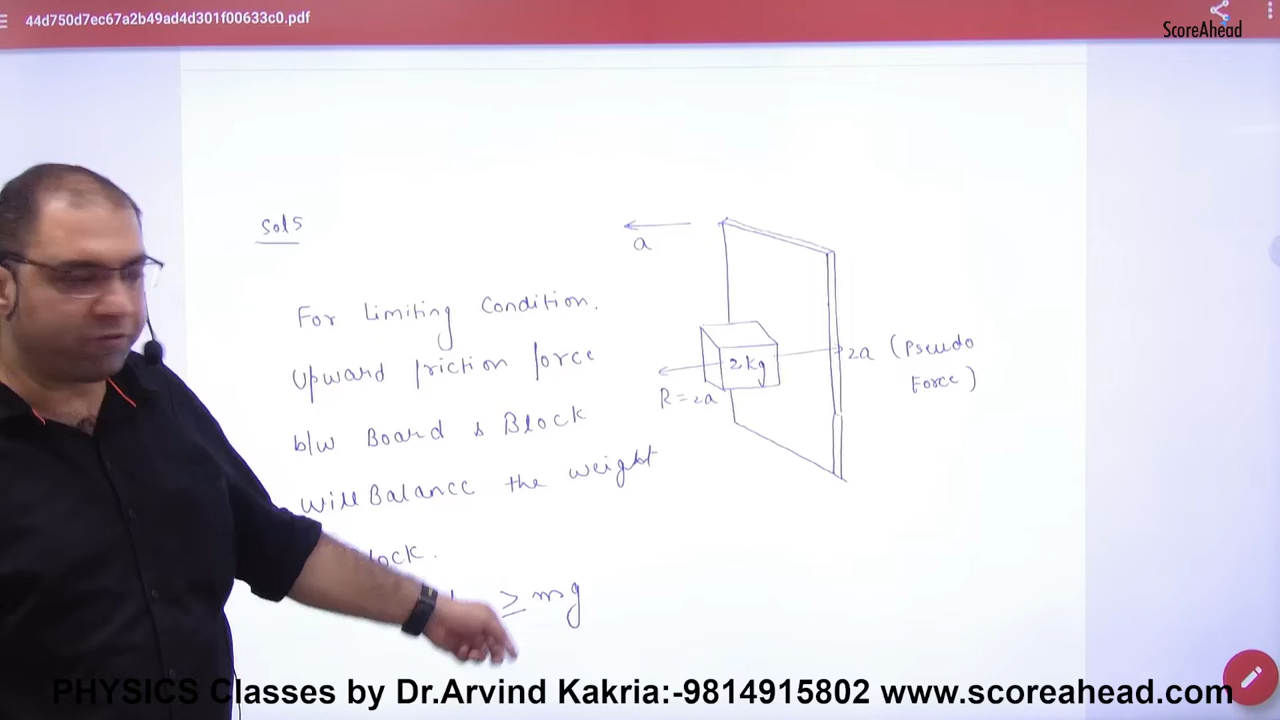 44d750d7ec67a2b49ad4d301f00633c0.pdf
ScoreAhead
Sol5
a
For Limiting Condition.
Upward friction force
b/w Board & Block
will Balance the weight
≥ mg
2kg
R = 2a
2a (Pseudo
Force)
PHYSICS Classes by Dr.Arvind Kakria:-9814915802 www.scoreahead.com